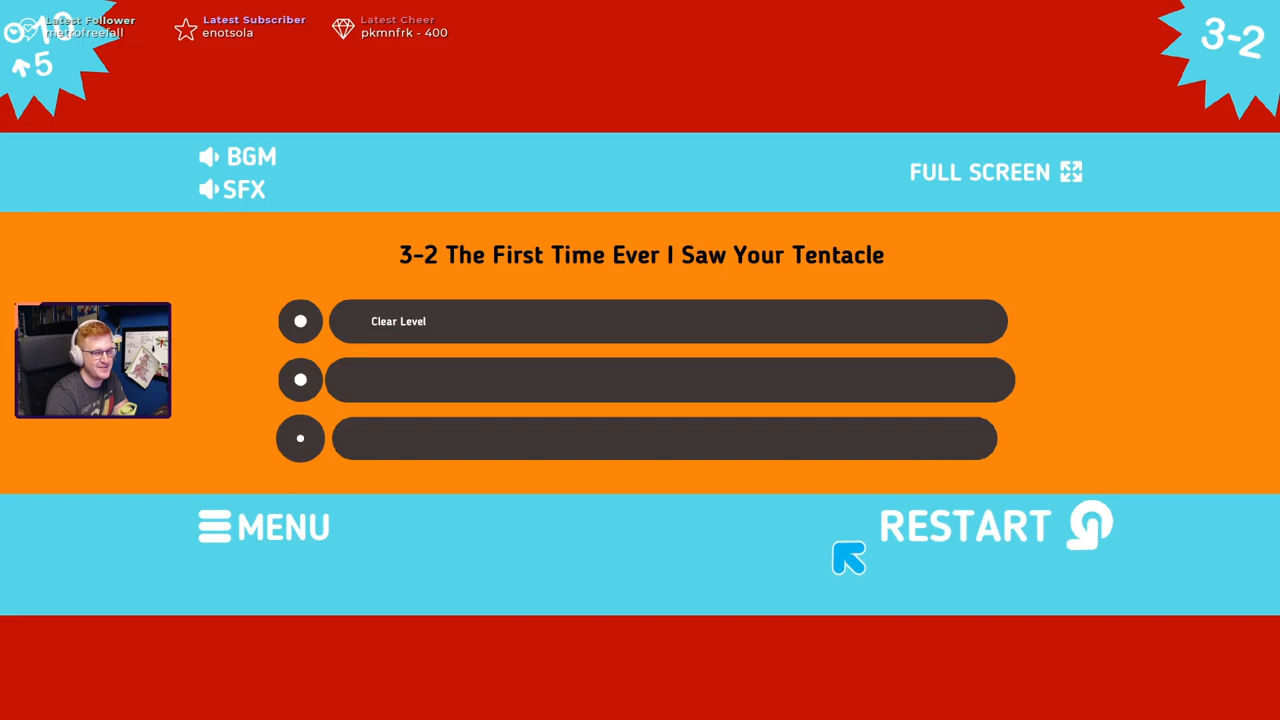 Latest Follower
metrofreefall
Latest Subscriber
enotsola
Latest Cheer
pkmnfrk - 400
5
3-2
BGM
SFX
FULL SCREEN
3-2 The First Time Ever I Saw Your Tentacle
Clear Level
MENU
RESTART